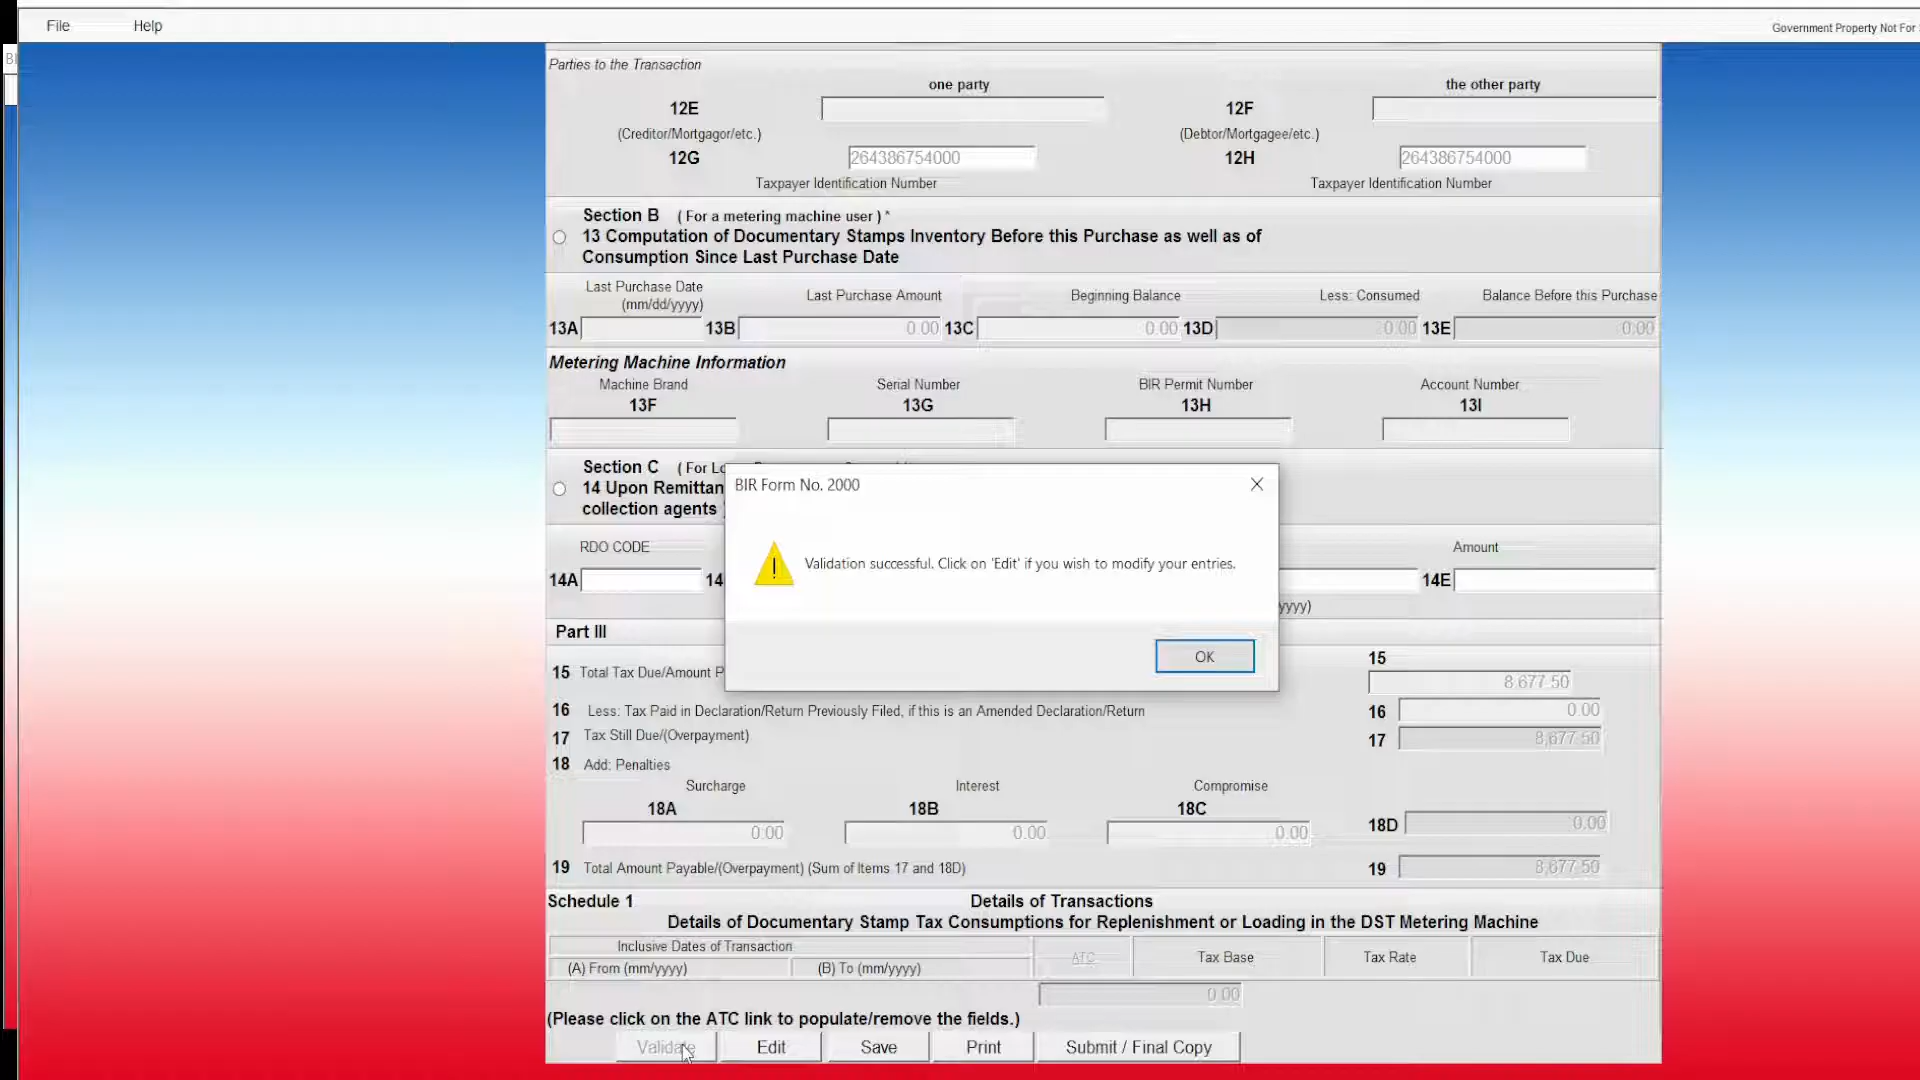 File Help Government Property Not For
Parties to the Transaction
one party the other party
12E 12F
(Creditor/Mortgagor/etc.) (Debtor/Mortgagee/etc.)
12G 264386754000 12H 264386754000
Taxpayer Identification Number Taxpayer Identification Number
Section B ( For a metering machine user ) *
13 Computation of Documentary Stamps Inventory Before this Purchase as well as of
Consumption Since Last Purchase Date
Last Purchase Date Last Purchase Amount Beginning Balance Less: Consumed Balance Before this Purchase
(mm/dd/yyyy)
13A 13B 0.00 13C 0.00 13D 0.00 13E 0.00
Metering Machine Information
Machine Brand Serial Number BIR Permit Number Account Number
13F 13G 13H 13I
Section C ( For
14 Upon
collection agents
BIR Form No. 2000
Validation successful. Click on 'Edit' if you wish to modify your entries.
OK
RDO CODE Amount
14A 14 14E
yyyy)
Part III
15 Total Tax Due/Amount 15 8,677.50
16 Less: Tax Paid in Declaration/Return Previously Filed, if this is an Amended Declaration/Return 16 0.00
17 Tax Still Due/(Overpayment) 17 8,677.50
18 Add: Penalties
Surcharge Interest Compromise
18A 18B 18C
0.00 0.00 0.00 18D 0.00
19 Total Amount Payable/(Overpayment) (Sum of Items 17 and 18D) 19 8,677.50
Schedule 1 Details of Transactions
Details of Documentary Stamp Tax Consumptions for Replenishment or Loading in the DST Metering Machine
Inclusive Dates of Transaction ATC Tax Base Tax Rate Tax Due
(A) From (mm/yyyy) (B) To (mm/yyyy)
0.00
(Please click on the ATC link to populate/remove the fields.)
Validate Edit Save Print Submit / Final Copy